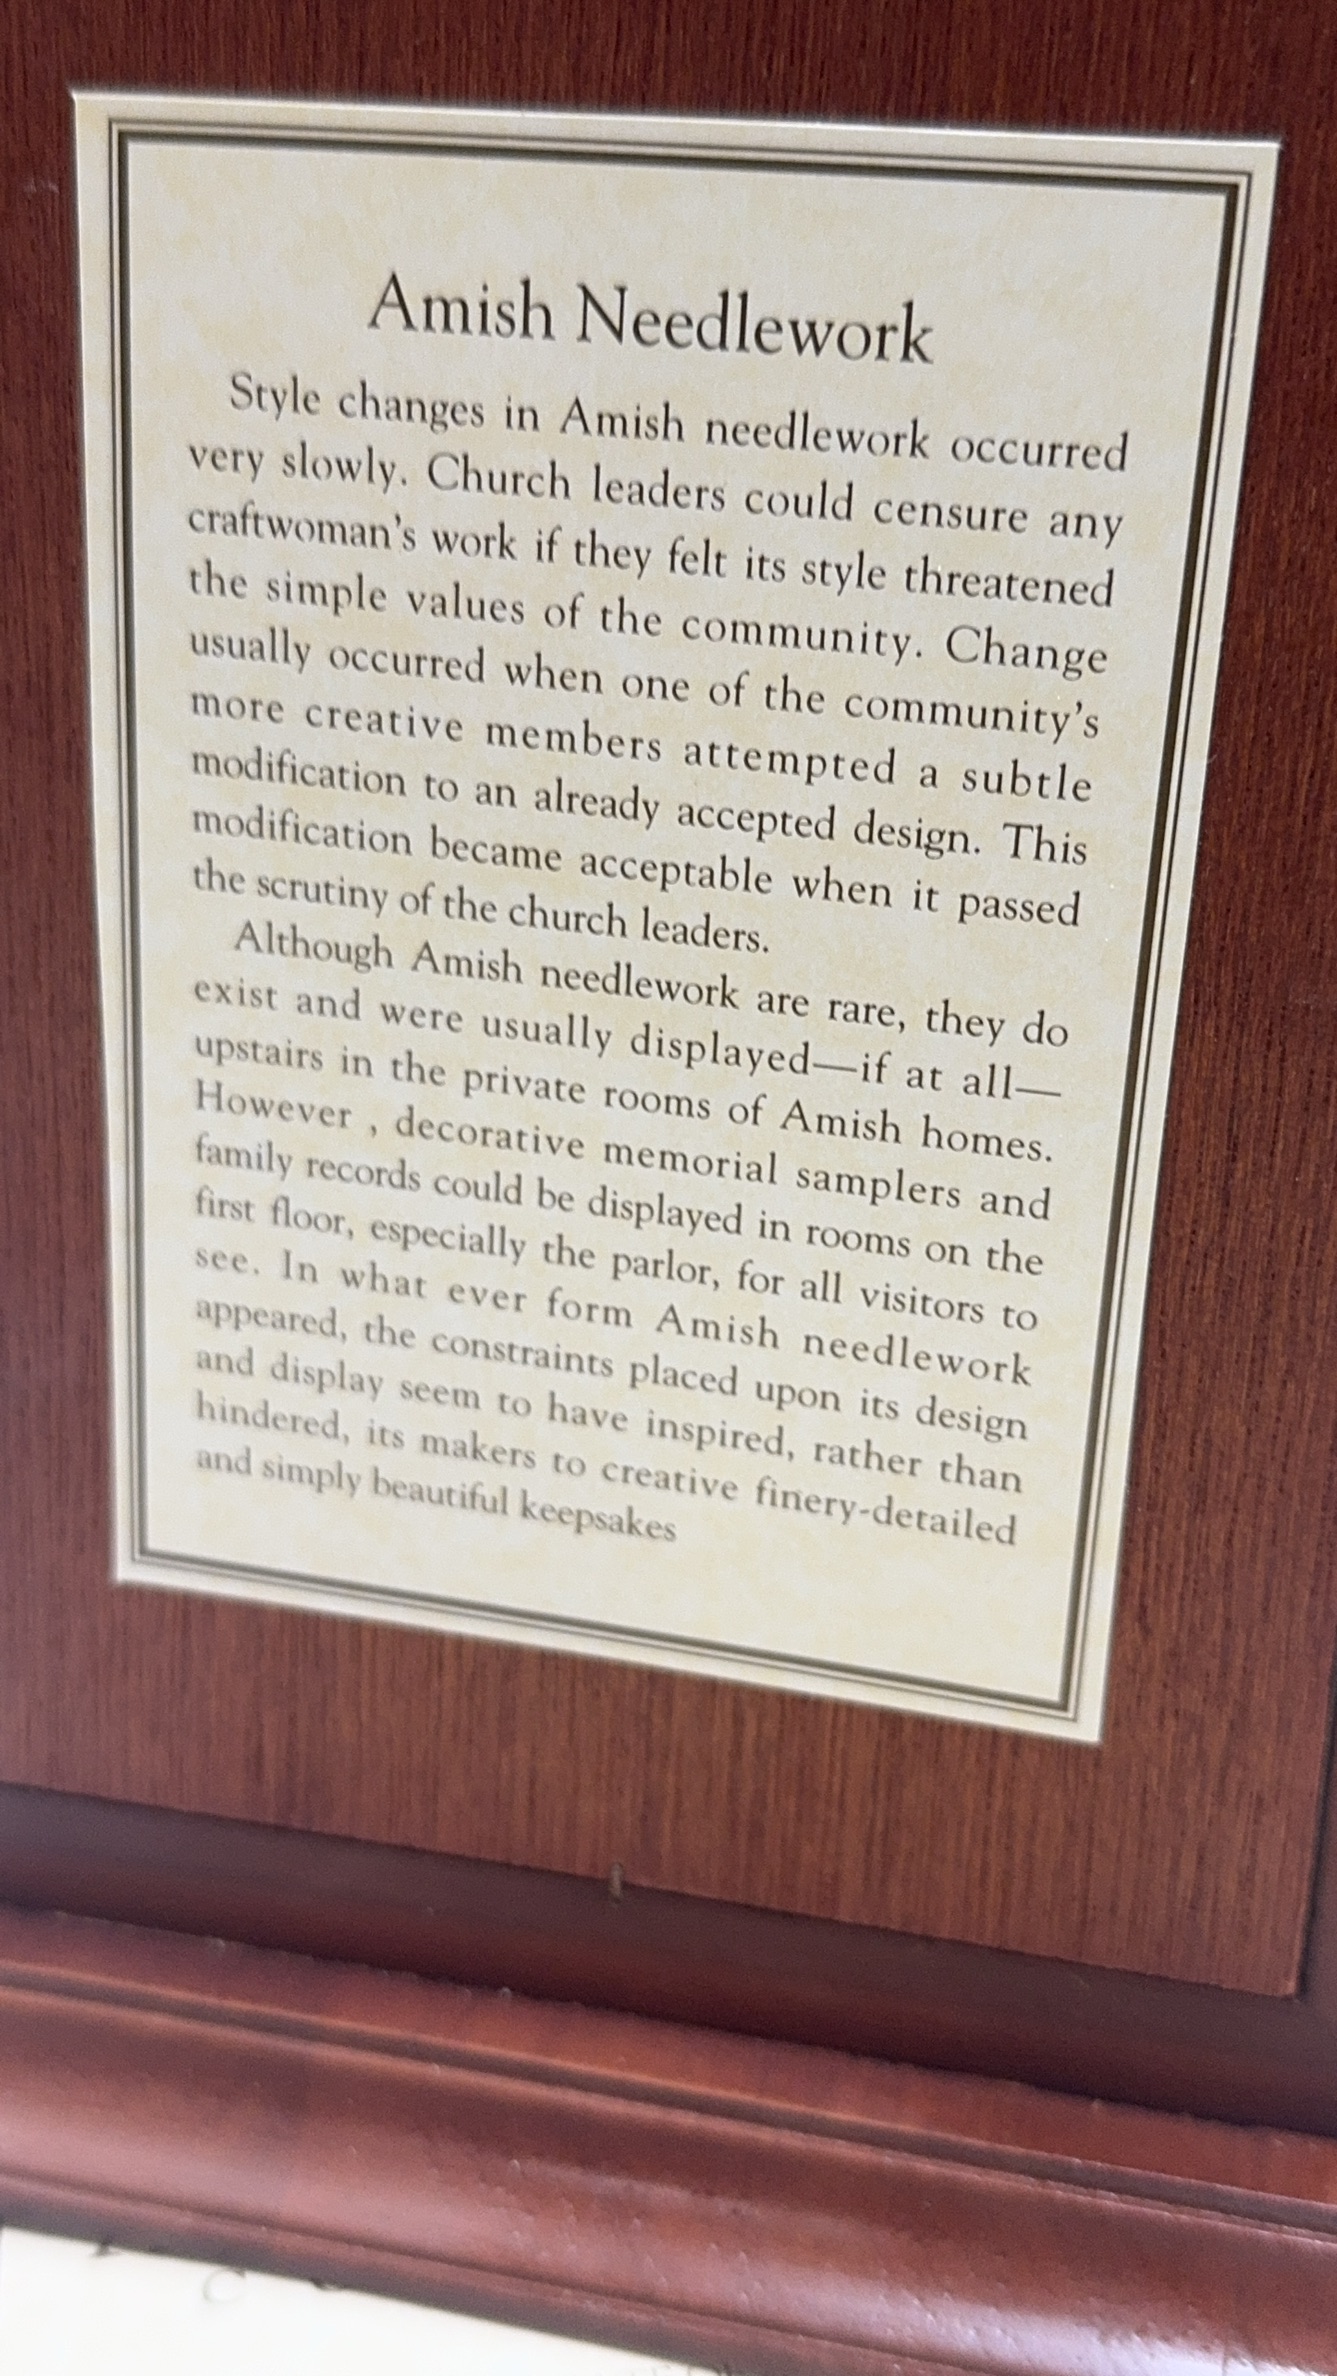 Amish Needlework
Style changes in Amish needlework occurred
very slowly. Church leaders could censure any
craftwoman's work if they felt its style threatened
the simple values of the community. Change
usually occurred when one of the community's
more creative members attempted a subtle
modification to an already accepted design. This
modification became acceptable when it passed
the scrutiny of the church leaders.
Although Amish needlework are rare, they do
exist and were usually displayed—if at all—
upstairs in the private rooms of Amish homes.
However , decorative memorial samplers and
family records could be displayed in rooms on the
first floor, especially the parlor, for all visitors to
see. In what ever form Amish needlework
appeared, the constraints placed upon its design
and display seem to have inspired, rather than
hindered, its makers to creative finery-detailed
and simply beautiful keepsakes